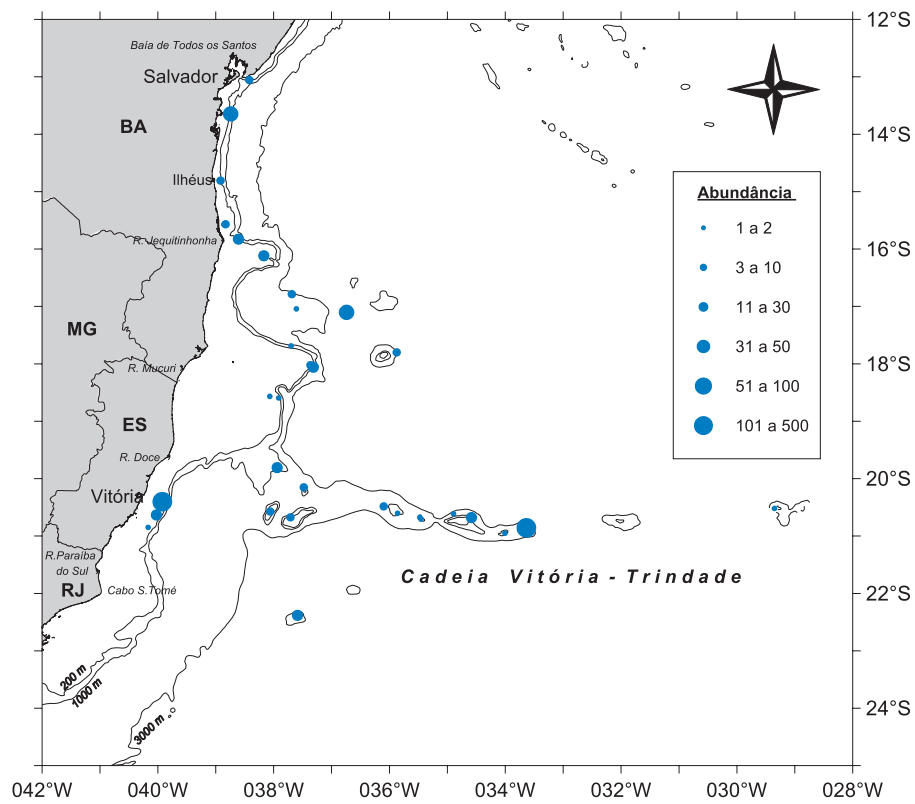 12°S
Baía de Todos os Santos
Salvador
BA
14°S
Abundância
Ilhéus
1 a 2
R. Jequitinhonha
16°S
3 a 10
11 a 30
MG
31 a 50
R. Mucuri
18°S
51 a 100
ES
101 a 500
R. Doce
20°S
Vitória
R.Paraíba
do Sul
Cadeia Vitória - Trindade
RJ
Cabo S.Tomé
22°S
200 m
1000 m
3000 m
24°S
042W 040°W 038°W 036°W 034°W 032°W 030°W 028°W